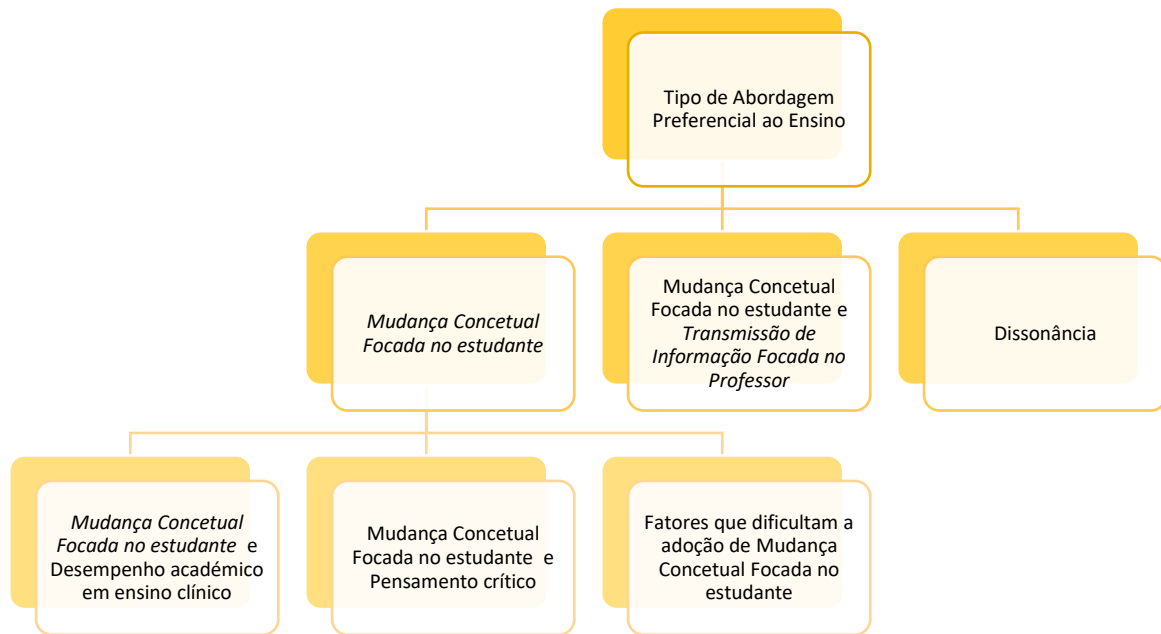 Tipo de Abordagem
Preferencial ao Ensino
Mudança Concetual
Focada no estudante
Mudança Concetual
Focada no estudante e
Transmissão de
Informação Focada no
Professor
Dissonância
Mudança Concetual
Focada no estudante e
Desempenho académico
em ensino clínico
Mudança Concetual
Focada no estudante e
Pensamento crítico
Fatores que dificultam a
adoção de Mudança
Concetual Focada no
estudante